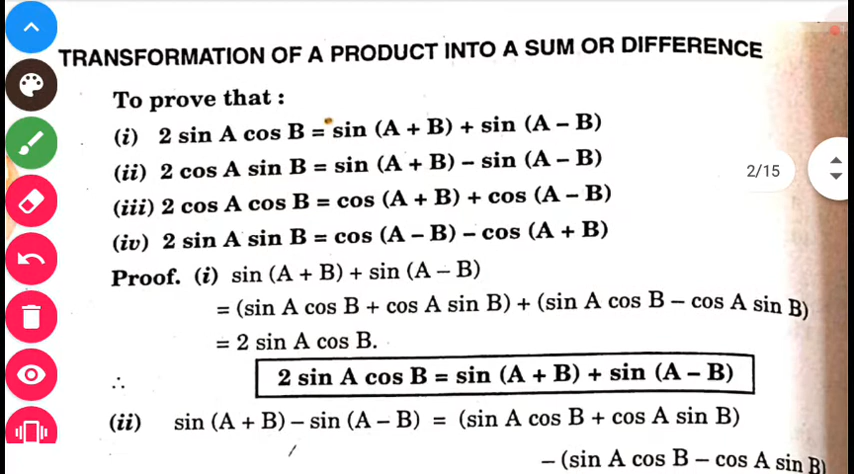 TRANSFORMATION OF A PRODUCT INTO A SUM OR DIFFERENCE
To prove that :
(i) 2 sin A cos B = sin (A + B) + sin (A – B)
(ii) 2 cos A sin B = sin (A + B) – sin (A – B)
2/15
(iii) 2 cos A cos B = cos (A + B) + cos (A – B)
(iv) 2 sin A sin B = cos (A – B) – cos (A + B)
Proof. (i) sin (A + B) + sin (A – B)
= (sin A cos B + cos A sin B) + (sin A cos B – cos A sin B)
= 2 sin A cos B.
∴ 2 sin A cos B = sin (A + B) + sin (A – B)
(ii) sin (A + B) – sin (A – B) = (sin A cos B + cos A sin B)
– (sin A cos B – cos A sin B)